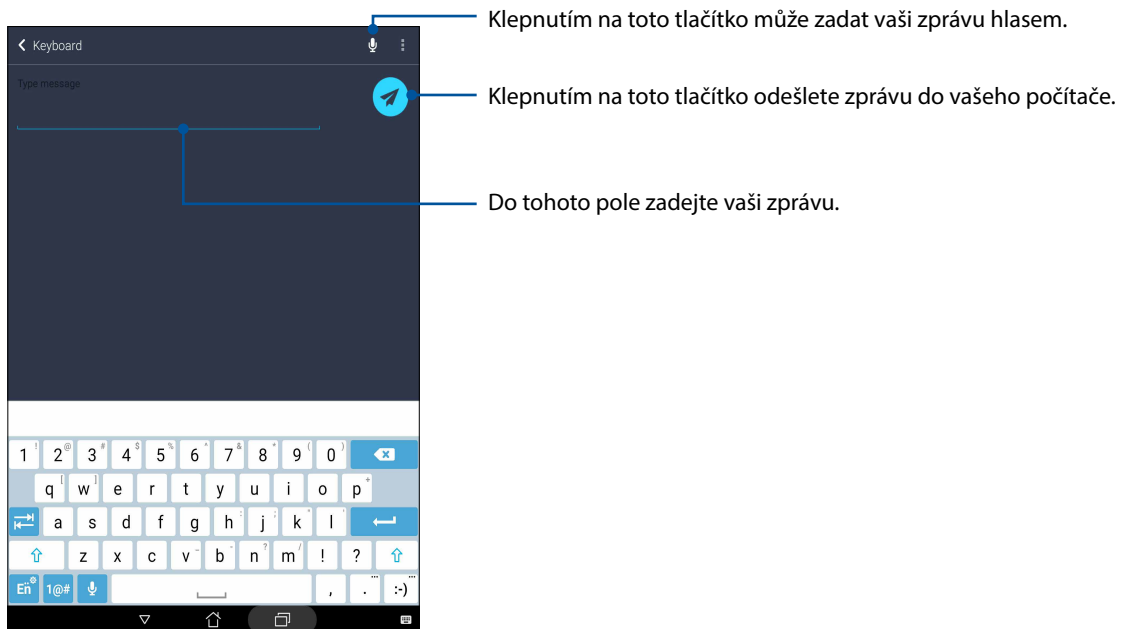 Klepnutím na toto tlačítko může zadat vaši zprávu hlasem.
Keyboard
Type message
Klepnutím na toto tlačítko odešlete zprávu do vašeho počítače.
Do tohoto pole zadejte vaši zprávu.
1 ! 2 @ 3 # 4 $ 5 % 6 ^ 7 & 8 * 9 ( 0 )
q [ w ] e r t y u i o p +
a s d f g h : j ; k " l '
z x c v - b - n ? m / ! ?
En 1@# , . ... :-) ...